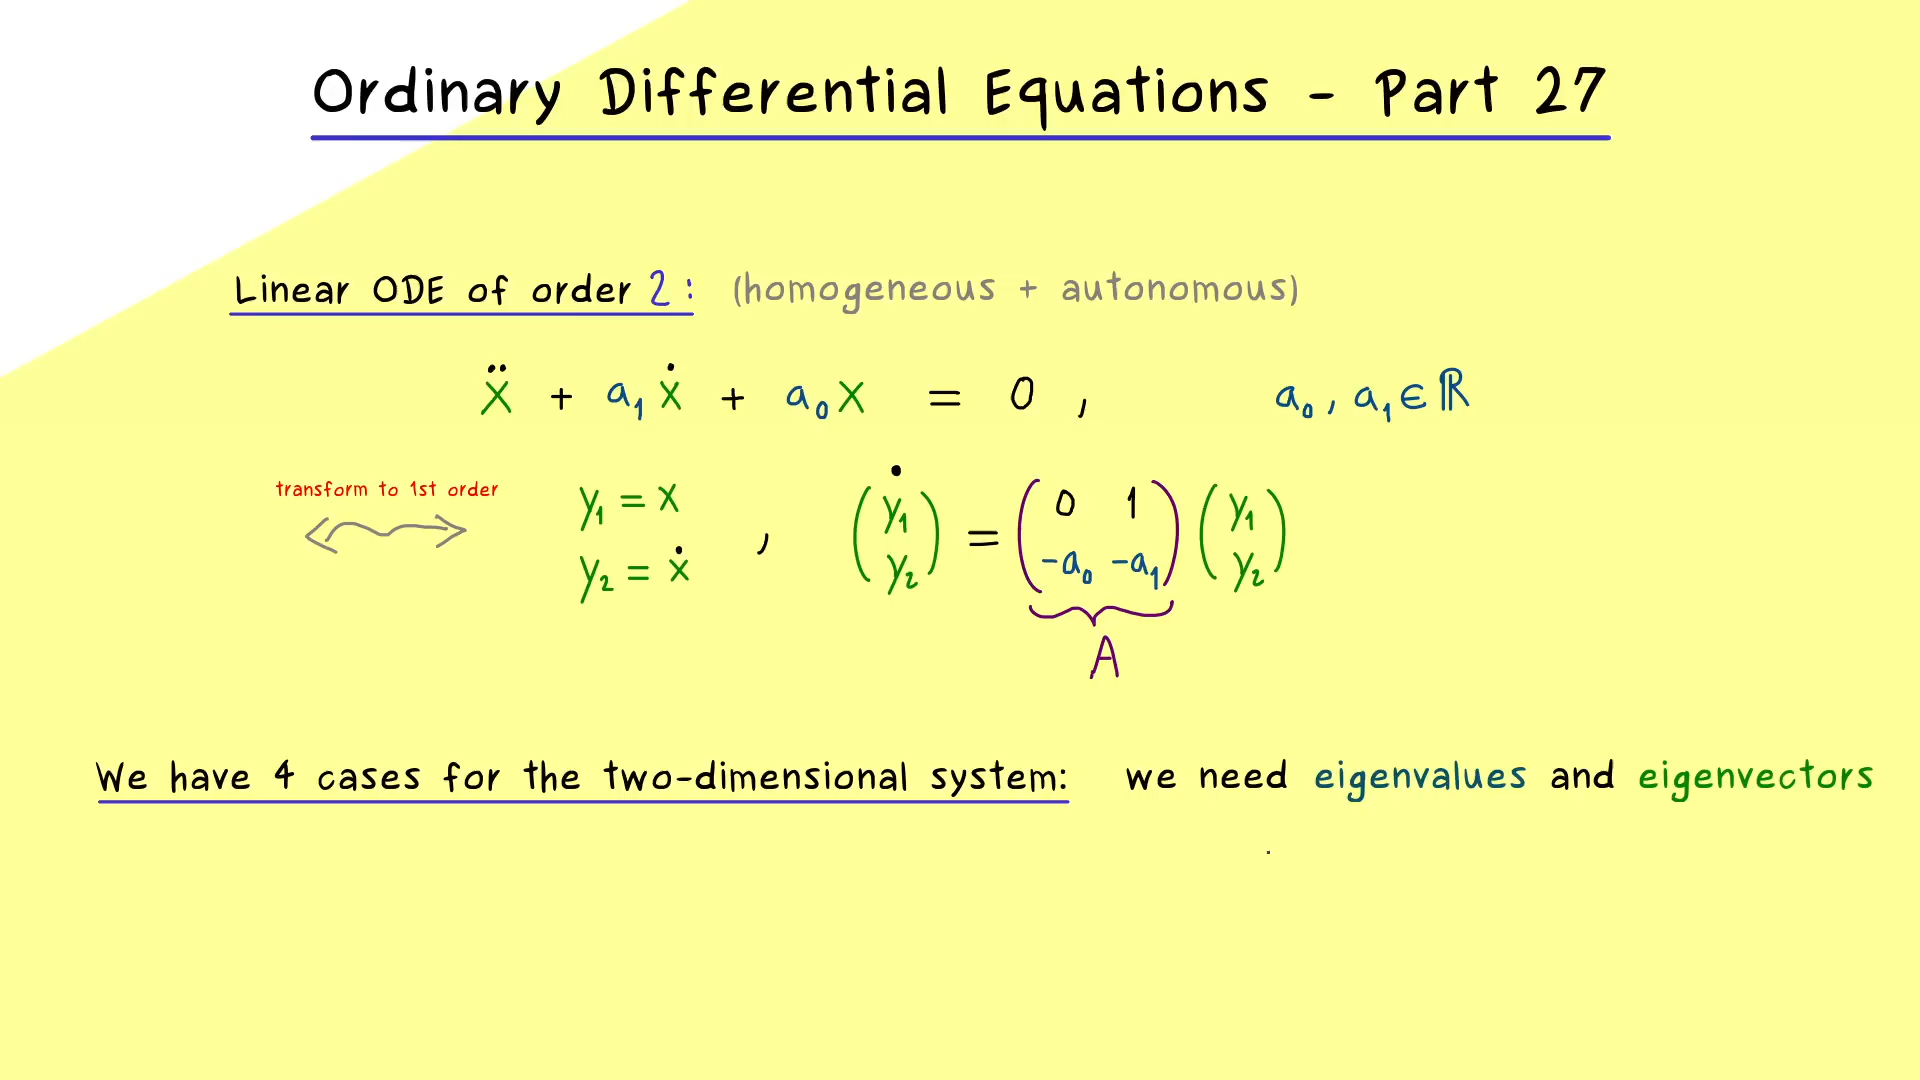 Ordinary Differential Equations - Part 27
Linear ODE of order 2: (homogeneous + autonomous)
ẍ + a₁ẋ + a₀x = 0 , a₀, a₁ ∈ ℝ
transform to 1st order
y₁ = x
y₂ = ẋ , (y₁ y₂)˙ = (0 1 -a₀ -a₁) (y₁ y₂)
A
We have 4 cases for the two-dimensional system: we need eigenvalues and eigenvectors